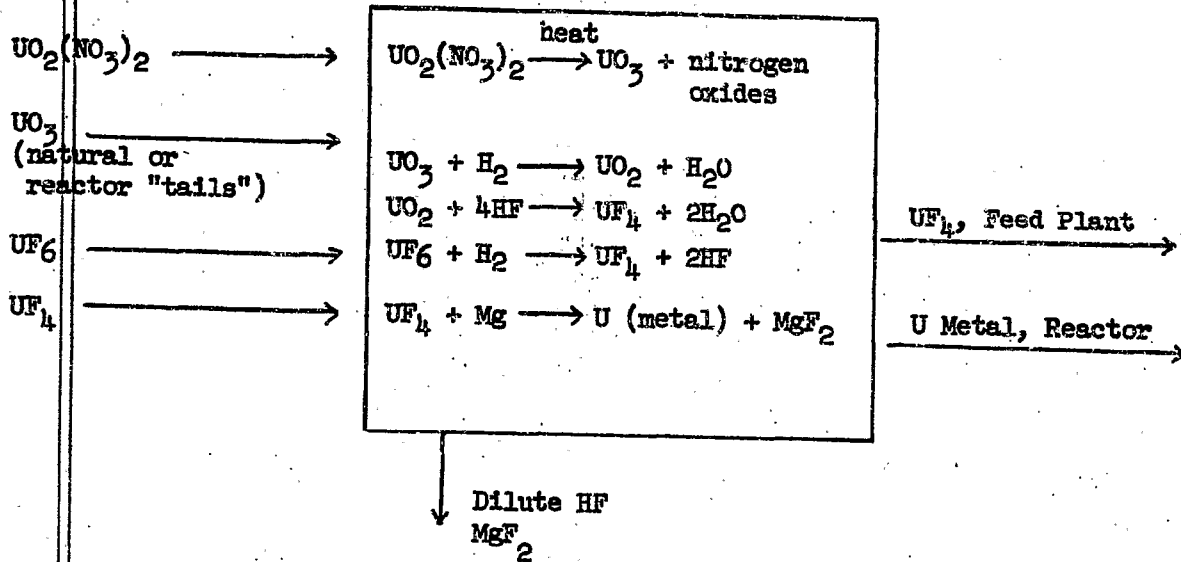 UO2(NO3)2
UO3
(natural or
reactor "tails")
UF6
UF4
heat
UO2(NO3)2 → UO3 + nitrogen
oxides
UO3 + H2 → UO2 + H2O
UO2 + 4HF → UF4 + 2H2O
UF6 + H2 → UF4 + 2HF
UF4 + Mg → U (metal) + MgF2
UF4, Feed Plant
U Metal, Reactor
Dilute HF
MgF2